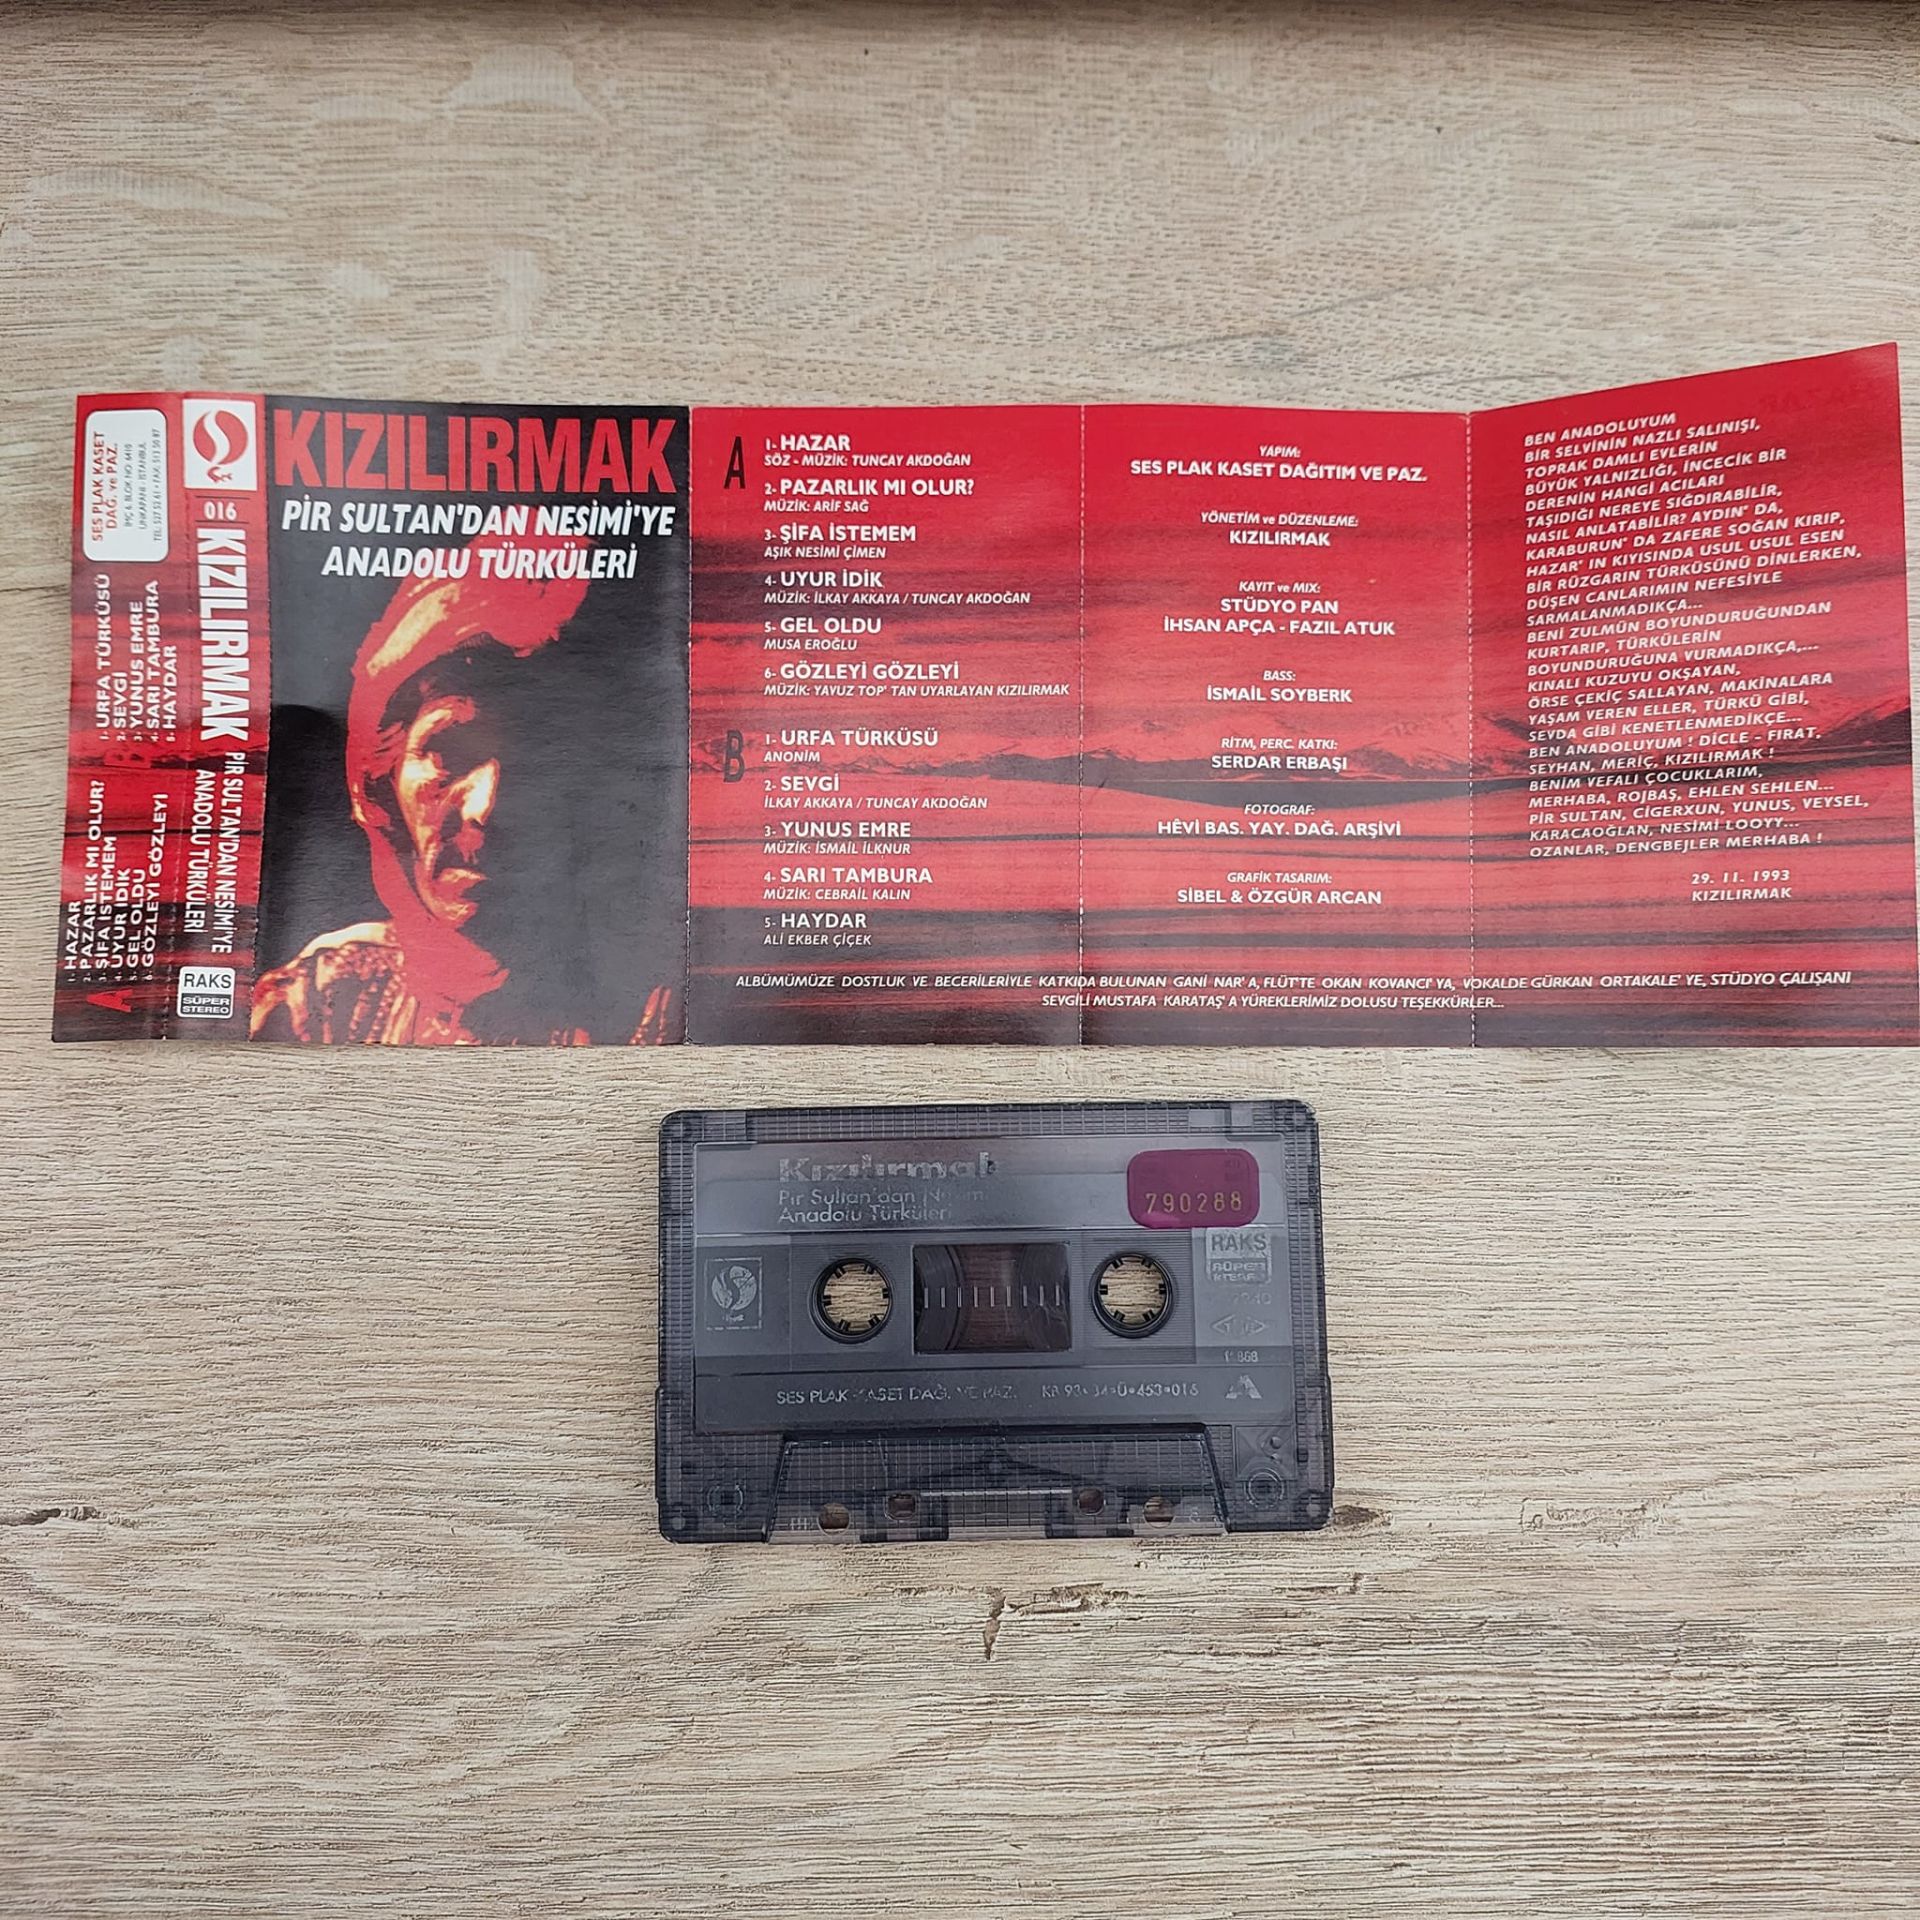 SES PLAK KASET
DAĞ. ve PAZ.
İMÇ 6. BLOK NO: 6410
UNKAPANI - İSTANBUL
A
1- HAZAR
2- PAZARLIK MI OLUR?
3- ŞİFA İSTEMEM
4- UYUR İDİK
5- GEL OLDU
6- GÖZLEYİ GÖZLEYİ
B
1- URFA TÜRKÜSÜ
2- SEVGİ
3- YUNUS EMRE
4- SARI TAMBURA
5- HAYDAR
016
KIZILIRMAK
PİR SULTAN'DAN NESİMİ'YE
ANADOLU TÜRKÜLERİ
RAKS
SÜPER
STEREO
KIZILIRMAK
PİR SULTAN'DAN NESİMİ'YE
ANADOLU TÜRKÜLERİ
A
1- HAZAR
SÖZ - MÜZİK: TUNCAY AKDOĞAN
2- PAZARLIK MI OLUR?
MÜZİK: ARİF SAĞ
3- ŞİFA İSTEMEM
AŞIK NESİMİ ÇİMEN
4- UYUR İDİK
MÜZİK: İLKAY AKKAYA / TUNCAY AKDOĞAN
5- GEL OLDU
MUSA EROĞLU
6- GÖZLEYİ GÖZLEYİ
MÜZİK: YAVUZ TOP' TAN UYARLAYAN KIZILIRMAK
B
1- URFA TÜRKÜSÜ
ANONİM
2- SEVGİ
İLKAY AKKAYA / TUNCAY AKDOĞAN
3- YUNUS EMRE
MÜZİK: İSMAİL İLKNUR
4- SARI TAMBURA
MÜZİK: CEBRAİL KALIN
5- HAYDAR
ALİ EKBER ÇİÇEK
YAPIM:
SES PLAK KASET DAĞITIM VE PAZ.
YÖNETİM ve DÜZENLEME:
KIZILIRMAK
KAYIT ve MIX:
STÜDYO PAN
İHSAN APÇA - FAZIL ATUK
BASS:
İSMAİL SOYBERK
RİTM, PERC. KATKI:
SERDAR ERBAŞI
FOTOGRAF:
HÊVİ BAS. YAY. DAĞ. ARŞİVİ
GRAFİK TASARIM:
SİBEL & ÖZGÜR ARCAN
BEN ANADOLUYUM
BİR SELVİNİN NAZLI SALINIŞI,
TOPRAK DAMLI EVLERİN
BÜYÜK YALNIZLIĞI, İNCECİK BİR
DERENİN HANGİ ACILARI
TAŞIDIĞI NEREYE SIĞDIRABİLİR,
NASIL ANLATABİLİR? AYDIN' DA,
KARABURUN' DA ZAFERE SOĞAN KIRIP,
HAZAR' IN KIYISINDA USUL USUL ESEN
BİR RÜZGARIN TÜRKÜSÜNÜ DİNLERKEN,
DÜŞEN CANLARIMIN NEFESİYLE
SARMALANMADIKÇA...
BENİ ZULMÜN BOYUNDURUĞUNDAN
KURTARIP, TÜRKÜLERİN
BOYUNDURUĞUNA VURMADIKÇA,...
KINALI KUZUYU OKŞAYAN,
ÖRSE ÇEKİÇ SALLAYAN, MAKİNALARA
YAŞAM VEREN ELLER, TÜRKÜ GİBİ,
SEVDA GİBİ KENETLENMEDİKÇE...
BEN ANADOLUYUM ! DİCLE - FIRAT,
SEYHAN, MERİÇ, KIZILIRMAK !
BENİM VEFALI ÇOCUKLARIM,
MERHABA, ROJBAŞ, EHLEN SEHLEN...
PİR SULTAN, CİGERXUN, YUNUS, VEYSEL,
KARACAOĞLAN, NESİMİ LOOYY...
OZANLAR, DENGBEJLER MERHABA !
29. 11. 1993
KIZILIRMAK
ALBÜMÜMÜZE DOSTLUK VE BECERİLERİYLE KATKIDA BULUNAN GANİ NAR' A, FLÜT'TE OKAN KOVANCI' YA, VOKALDE GÜRKAN ORTAKALE' YE, STÜDYO ÇALIŞANI
SEVGİLİ MUSTAFA KARATAŞ' A YÜREKLERİMİZ DOLUSU TEŞEKKÜRLER...
Kızılırmak
Pir Sultan'dan
Anadolu Türküleri
790288
RAKS
SÜPER
SES PLAK KASET DAĞ. VE PAZ.